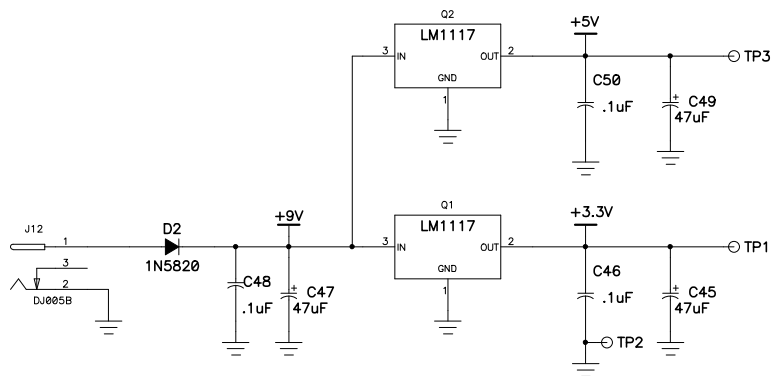 Q2
LM1117
3 IN OUT 2
GND
1
+5V
TP3
C50
.1uF
C49
+
47uF
J12
1
3
2
DJ005B
D2
1N5820
+9V
C48
.1uF
C47
+
47uF
Q1
LM1117
3 IN OUT 2
GND
1
+3.3V
TP1
C46
.1uF
C45
+
47uF
TP2